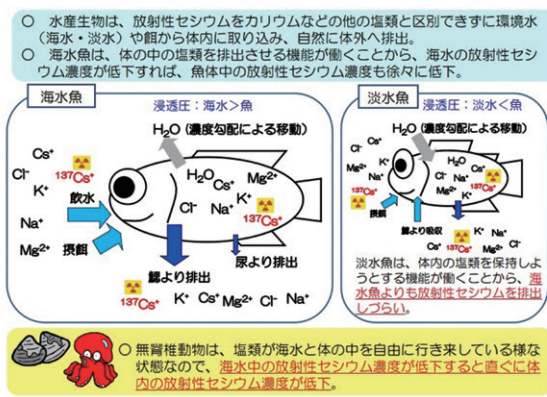 ○ 水産生物は、放射性セシウムをカリウムなどの他の塩類と区別できずに環境水
（海水・淡水）や餌から体内に取り込み、自然に体外へ排出。
○ 海水魚は、体の中の塩類を排出させる機能が働くことから、海水の放射性セシ
ウム濃度が低下すれば、魚体中の放射性セシウム濃度も徐々に低下。
海水魚
浸透圧：海水＞魚
H₂O（濃度勾配による移動）
Cs⁺
Cl⁻
¹³⁷Cs⁺
K⁺
飲水
Na⁺
Mg²⁺
摂餌
H₂O
Cs⁺
Mg²⁺
Cl⁻
Na⁺
K⁺
¹³⁷Cs⁺
鰓より排出
尿より排出
¹³⁷Cs⁺
K⁺ Cs⁺ Mg²⁺ Cl⁻ Na⁺
淡水魚
浸透圧：淡水＜魚
H₂O（濃度勾配による移動）
Cs⁺
Cl⁻
Mg²⁺
K⁺
Na⁺
¹³⁷Cs⁺
摂餌
H₂O
Cl⁻
Cs⁺
Na⁺
Mg²⁺
K⁺
¹³⁷Cs⁺
鰓より吸収
K⁺ Na⁺
Cs⁺
¹³⁷Cs⁺
Mg²⁺ Cl⁻
淡水魚は、体内の塩類を保持しよ
うとする機能が働くことから、海
水魚よりも放射性セシウムを排出
しづらい。
○ 無脊椎動物は、塩類が海水と体の中を自由に行き来している様な
状態なので、海水中の放射性セシウム濃度が低下すると直ぐに体
内の放射性セシウム濃度が低下。